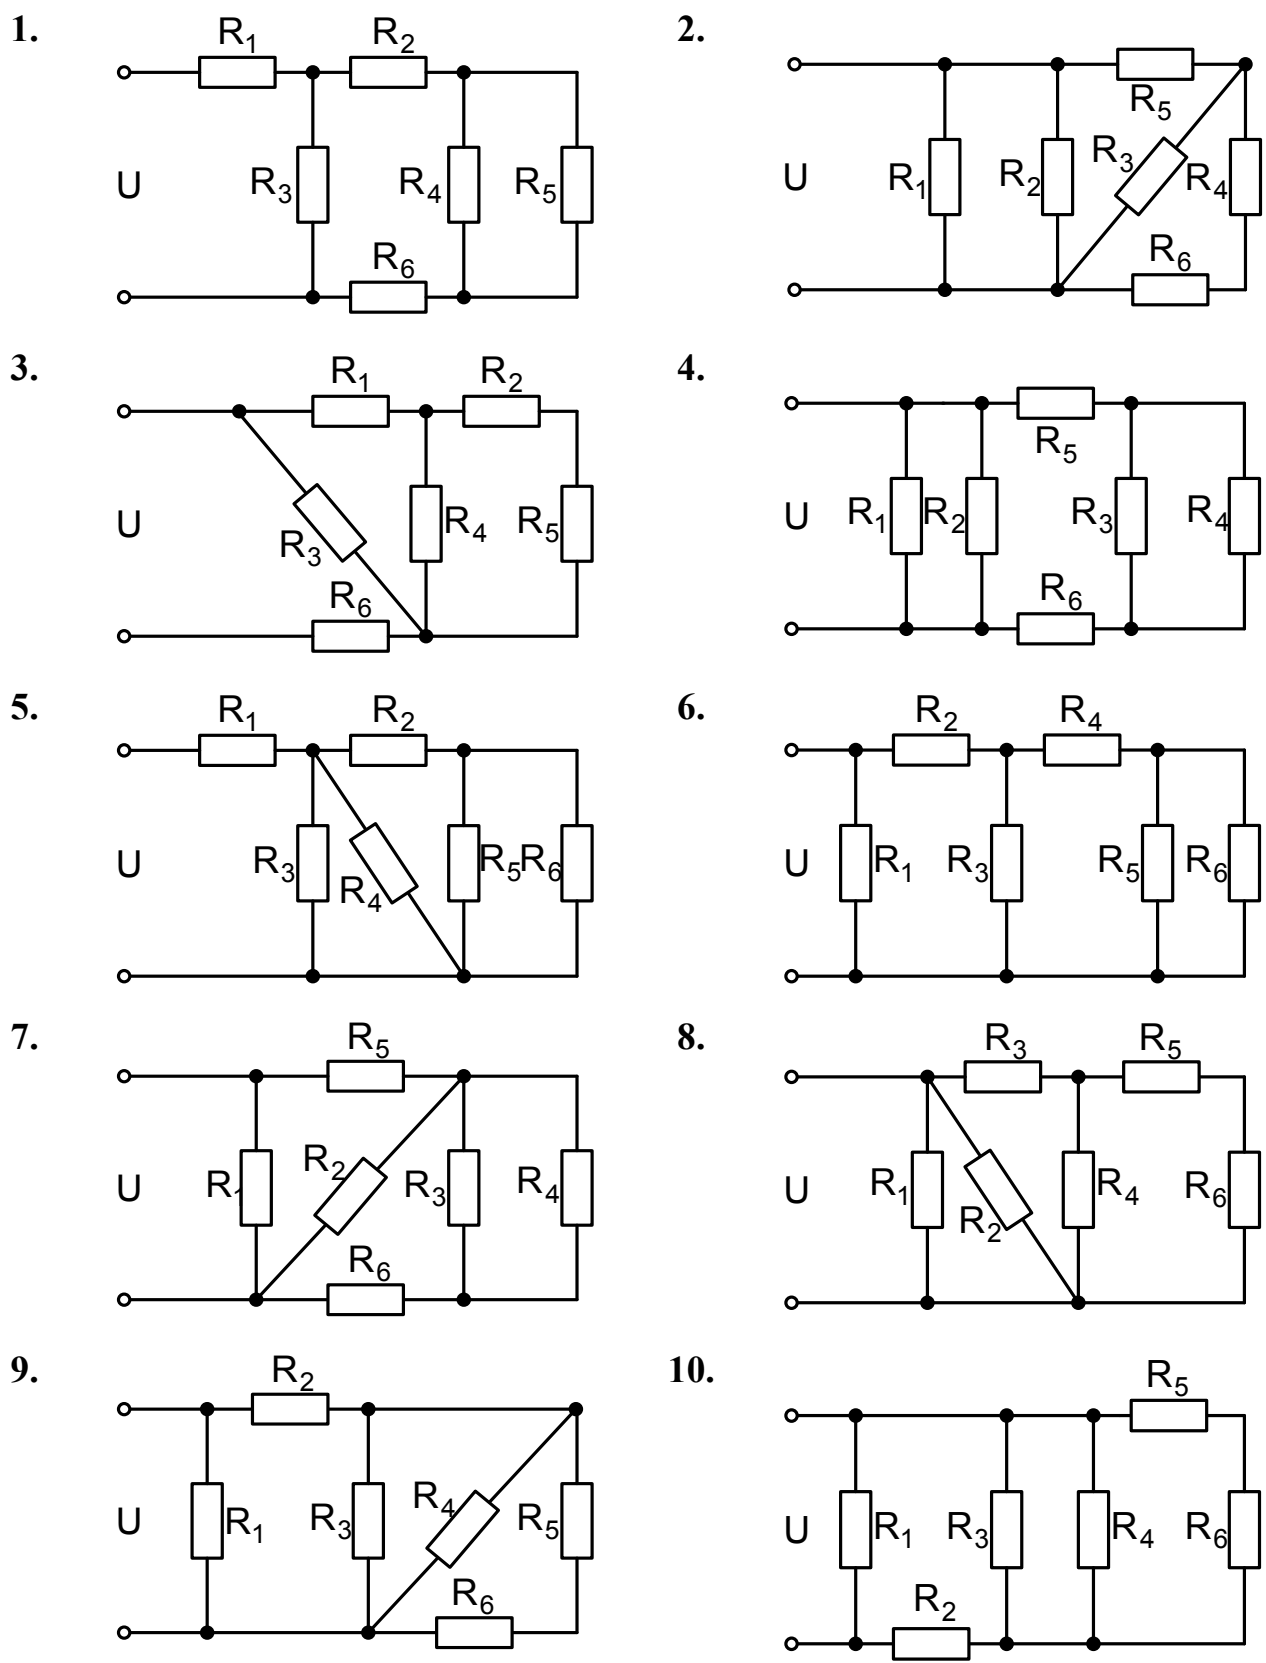 1.
R1 R2
U R3 R4 R5
R6
2.
R5
U R1 R2 R3 R4
R6
3.
R1 R2
U R3 R4 R5
R6
4.
R5
U R1 R2 R3 R4
R6
5.
R1 R2
U R3 R4 R5 R6
6.
R2 R4
U R1 R3 R5 R6
7.
R5
U R1 R2 R3 R4
R6
8.
R3 R5
U R1 R2 R4 R6
9.
R2
U R1 R3 R4 R5
R6
10.
R5
U R1 R3 R4 R6
R2